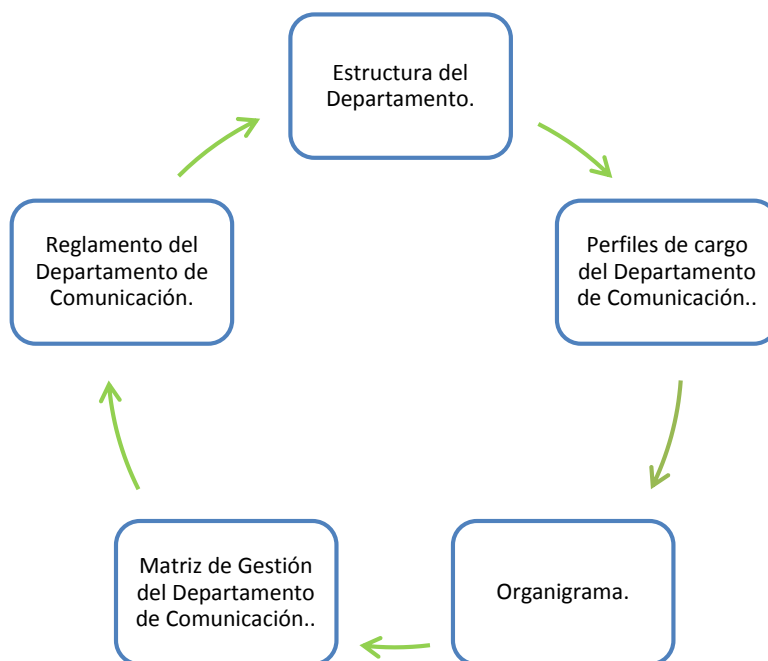 Estructura del
Departamento.
Perfiles de cargo
del Departamento
de Comunicación..
Organigrama.
Matriz de Gestión
del Departamento
de Comunicación..
Reglamento del
Departamento de
Comunicación.